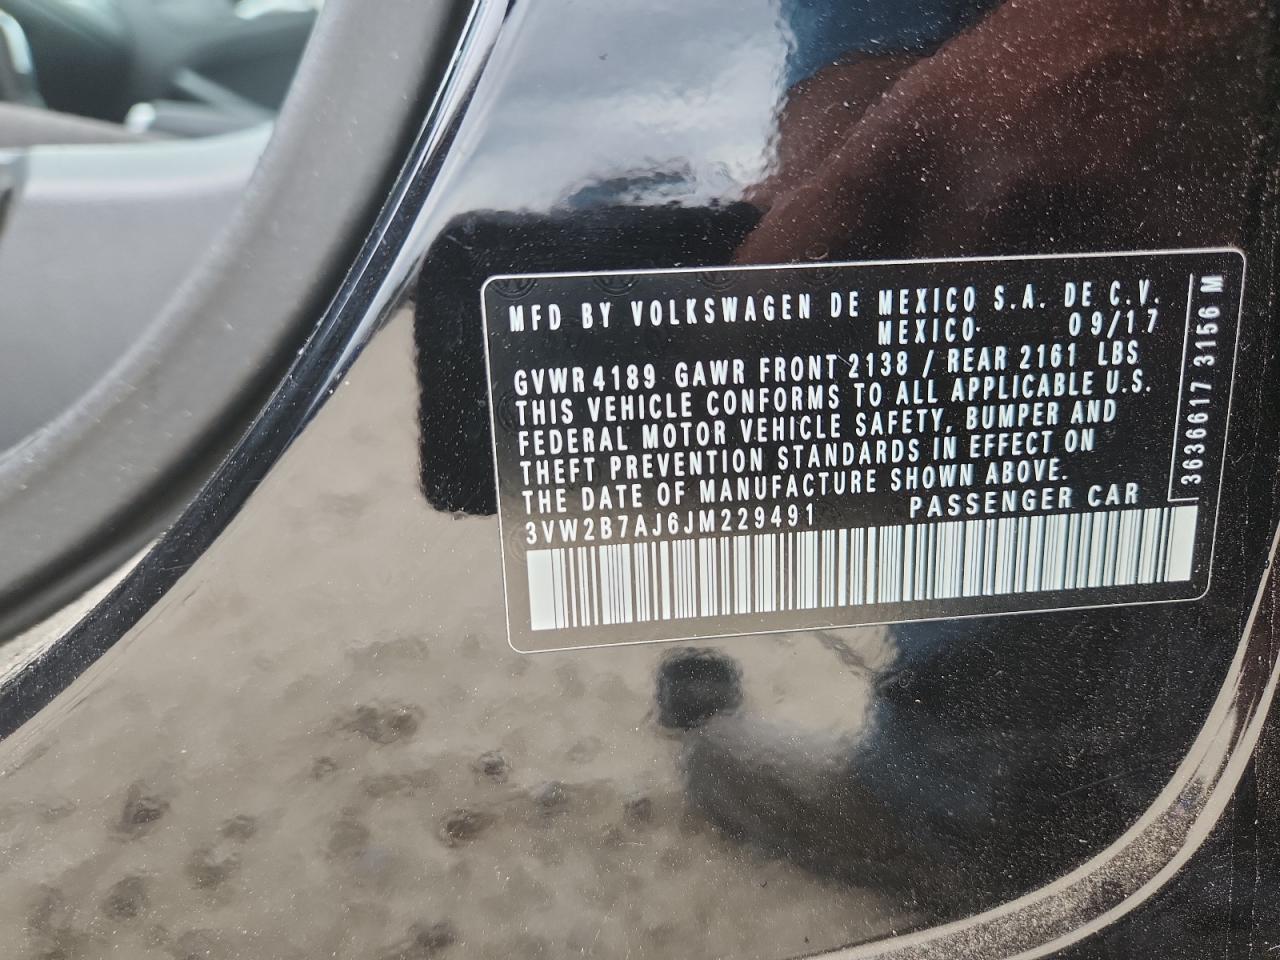 MFD BY VOLKSWAGEN DE MEXICO S.A. DE C.V.
MEXICO 09/17
GVWR 4189 GAWR FRONT 2138 / REAR 2161 LBS
THIS VEHICLE CONFORMS TO ALL APPLICABLE U.S.
FEDERAL MOTOR VEHICLE SAFETY, BUMPER AND
THEFT PREVENTION STANDARDS IN EFFECT ON
THE DATE OF MANUFACTURE SHOWN ABOVE.
3VW2B7AJ6JM229491 PASSENGER CAR
3636617 3156 M